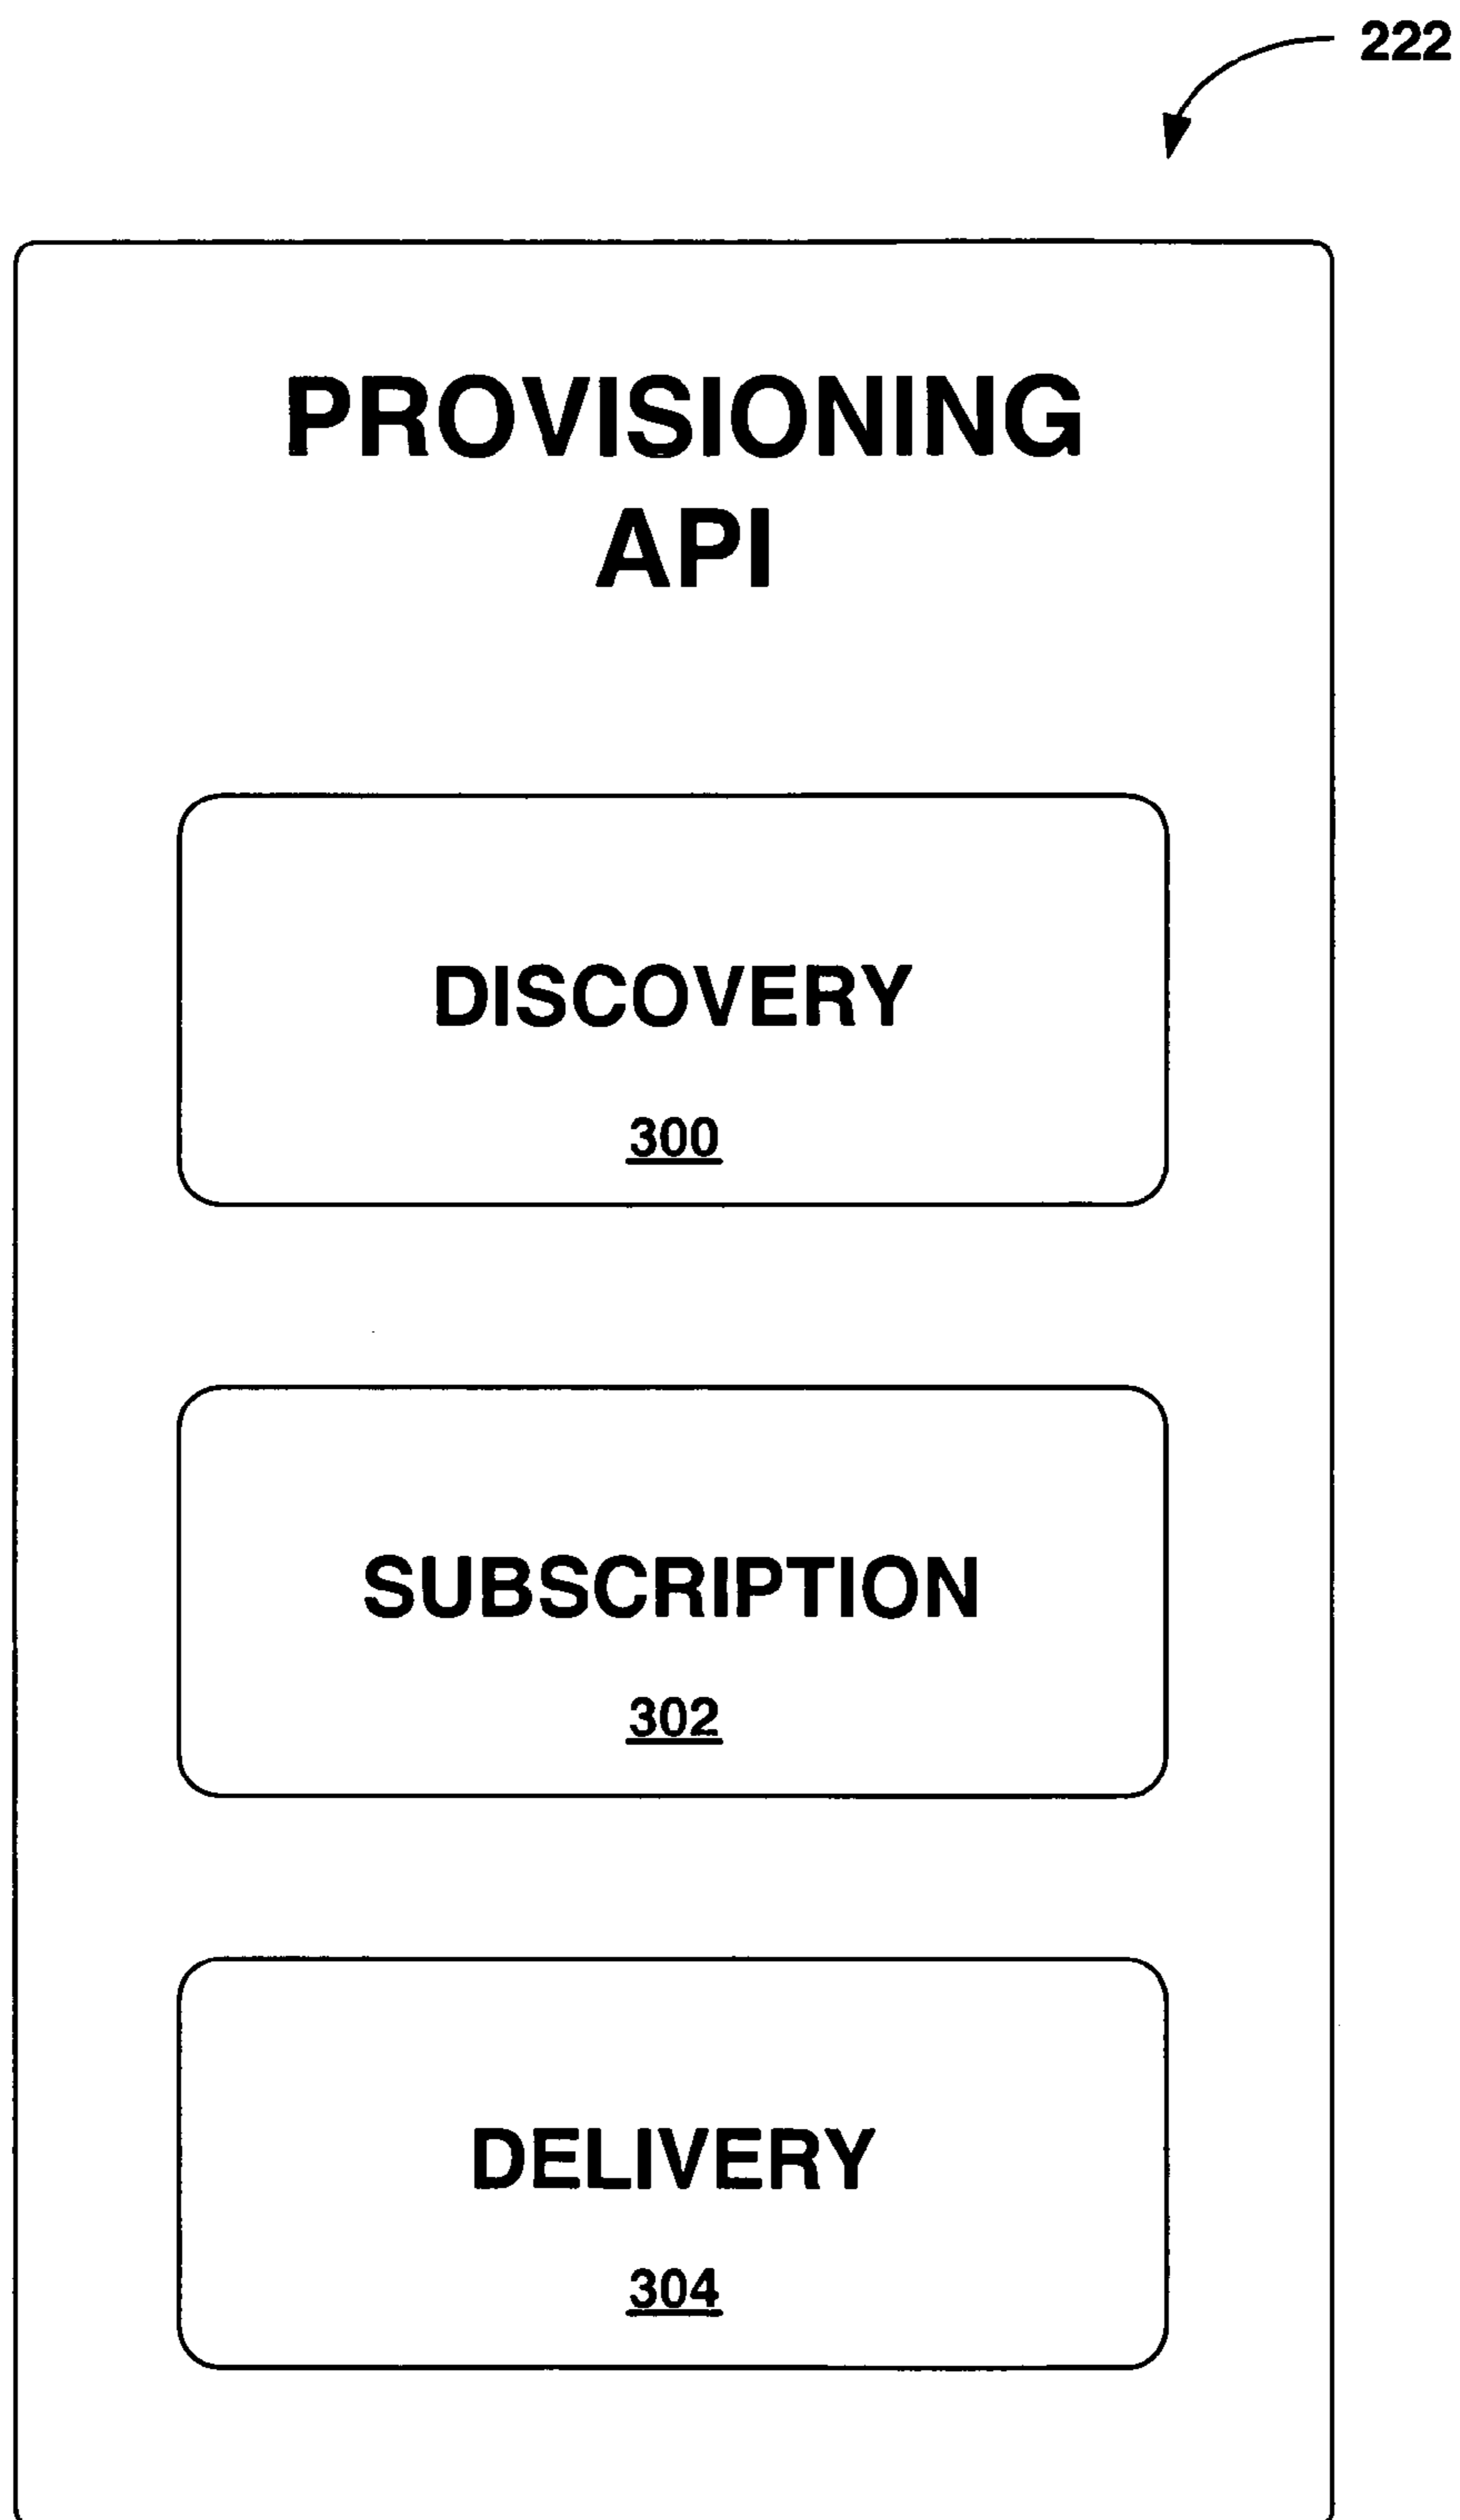 222
PROVISIONING
API
DISCOVERY
300
SUBSCRIPTION
302
DELIVERY
304